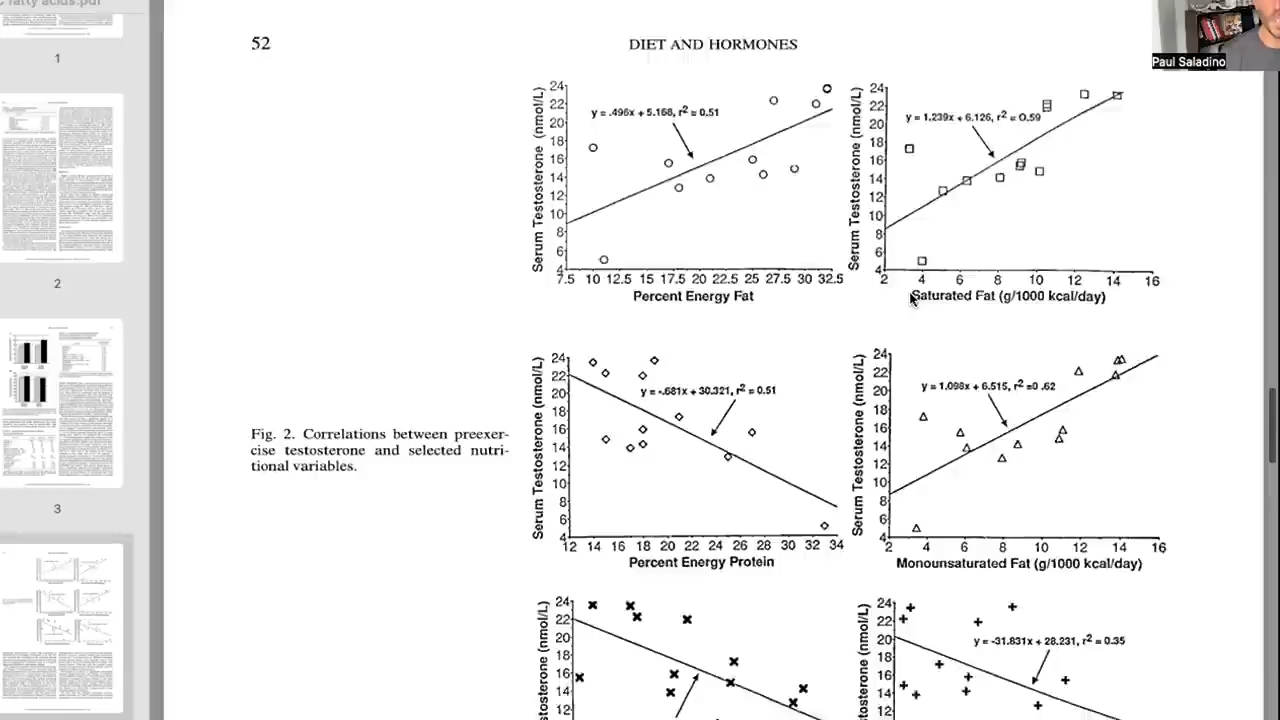 fatty acids.pdf
1
2
3
Paul Saladino
52
DIET AND HORMONES
Serum Testosterone (nmol/L)
24
22
20
18
16
14
12
10
8
6
4
y = .496x + 5.168, r² = 0.51
7.5 10 12.5 15 17.5 20 22.5 25 27.5 30 32.5
Percent Energy Fat
Serum Testosterone (nmol/L)
24
22
20
18
16
14
12
10
8
6
4
y = 1.239x + 6.126, r² = 0.59
2 4 6 8 10 12 14 16
Saturated Fat (g/1000 kcal/day)
Fig. 2. Correlations between preexer-
cise testosterone and selected nutri-
tional variables.
Serum Testosterone (nmol/L)
24
22
20
18
16
14
12
10
8
6
4
y = -.681x + 30.321, r² = 0.51
12 14 16 18 20 22 24 26 28 30 32 34
Percent Energy Protein
Serum Testosterone (nmol/L)
24
22
20
18
16
14
12
10
8
6
4
y = 1.098x + 6.515, r² =0 .62
2 4 6 8 10 12 14 16
Monounsaturated Fat (g/1000 kcal/day)
Testosterone (nmol/L)
24
22
20
18
16
14
12
Testosterone (nmol/L)
24
22
20
18
16
14
12
y = -31.831x + 28.231, r² = 0.35